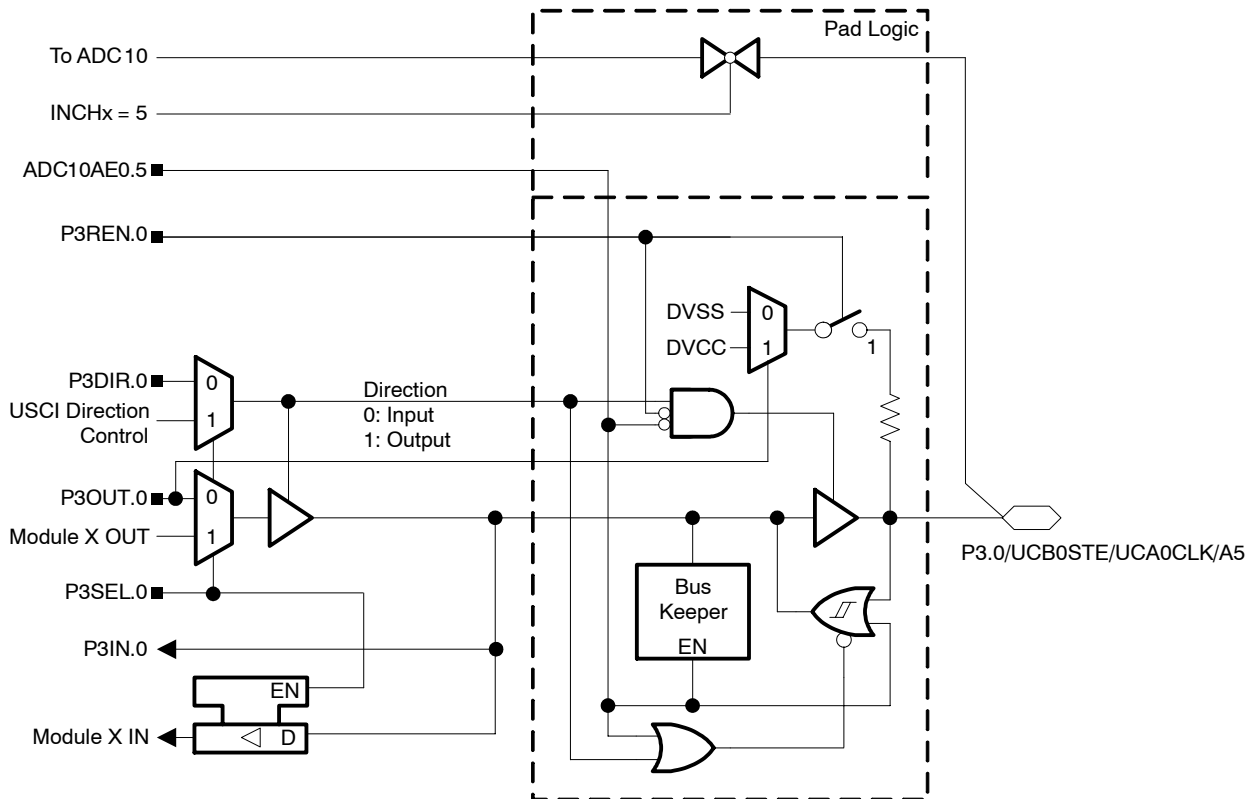 Pad Logic
To ADC10
INCHx = 5
ADC10AE0.5
P3REN.0
DVSS
0
DVCC
1
1
P3DIR.0
0
USCI Direction
Control
1
Direction
0: Input
1: Output
P3OUT.0
0
Module X OUT
1
P3.0/UCB0STE/UCA0CLK/A5
P3SEL.0
Bus
Keeper
EN
P3IN.0
EN
Module X IN
D